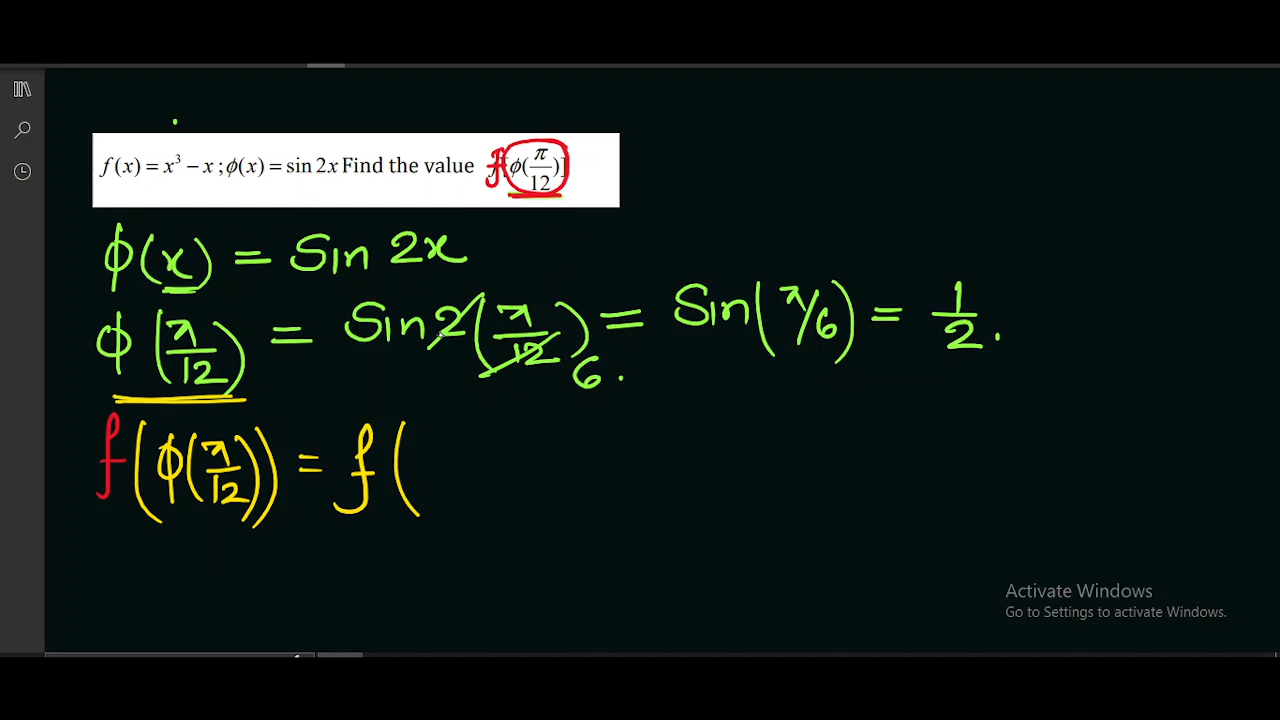 f(x) = x³ − x ; ϕ(x) = sin 2x Find the value f[ϕ(π/12)]
ϕ(x) = Sin 2x
ϕ(π/12) = Sin 2(π/12) 6. = Sin(π/6) = 1/2.
f(ϕ(π/12)) = f(
Activate Windows
Go to Settings to activate Windows.